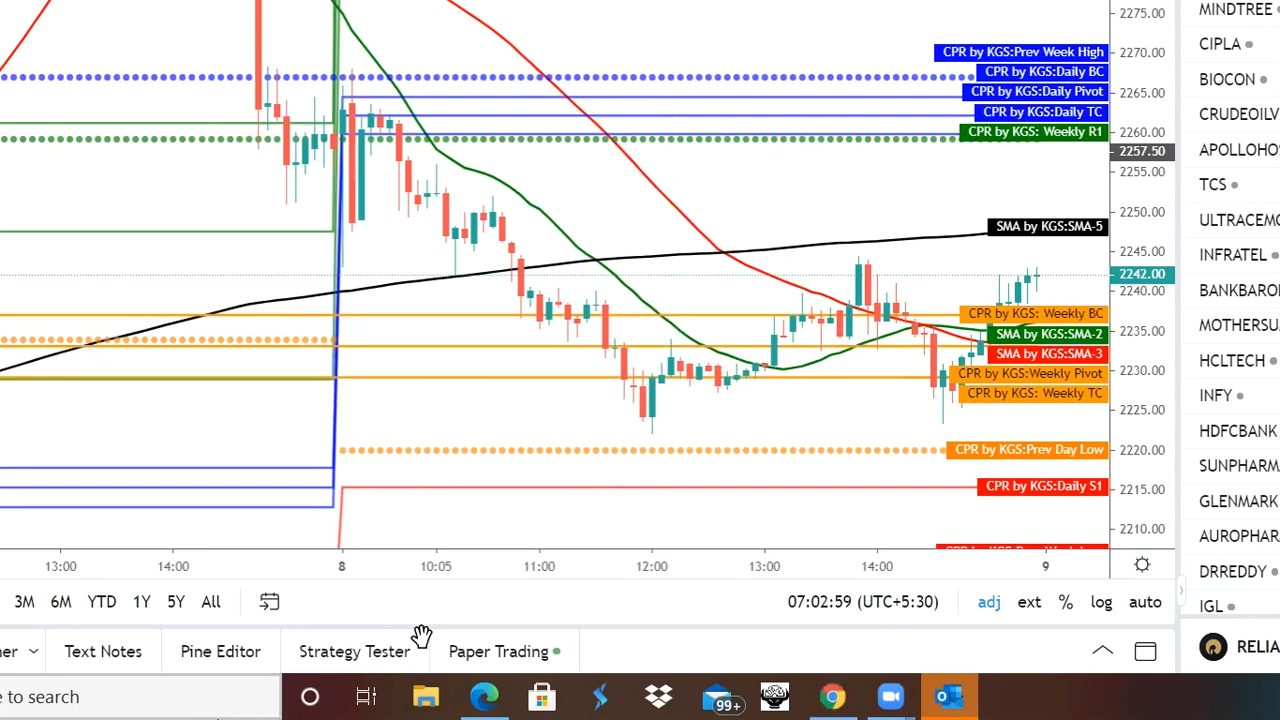 2275.00
2270.00
2265.00
2260.00
2257.50
2255.00
2250.00
2245.00
2242.00
2240.00
2235.00
2230.00
2225.00
2220.00
2215.00
2210.00
CPR by KGS:Prev Week High
CPR by KGS:Daily BC
CPR by KGS:Daily Pivot
CPR by KGS:Daily TC
CPR by KGS: Weekly R1
SMA by KGS:SMA-5
CPR by KGS: Weekly BC
SMA by KGS:SMA-2
SMA by KGS:SMA-3
CPR by KGS:Weekly Pivot
CPR by KGS: Weekly TC
CPR by KGS:Prev Day Low
CPR by KGS:Daily S1
MINDTREE
CIPLA
BIOCON
CRUDEOILV
APOLLOHOS
TCS
ULTRACEMC
INFRATEL
BANKBARO
MOTHERSU
HCLTECH
INFY
HDFCBANK
SUNPHARM
GLENMARK
AUROPHAR
DRREDDY
IGL
RELIA
13:00 14:00 8 10:05 11:00 12:00 13:00 14:00 9
3M 6M YTD 1Y 5Y All 07:02:59 (UTC+5:30) adj ext % log auto
ner Text Notes Pine Editor Strategy Tester Paper Trading
e to search
99+